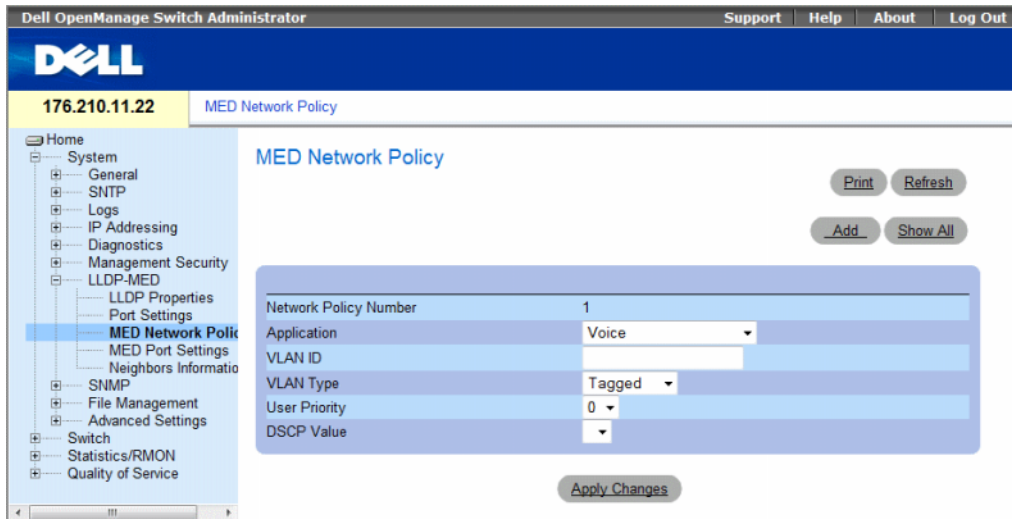 Dell OpenManage Switch Administrator
Support Help About Log Out
DELL
176.210.11.22
MED Network Policy
Home
System
General
SNTP
Logs
IP Addressing
Diagnostics
Management Security
LLDP-MED
LLDP Properties
Port Settings
MED Network Polic
MED Port Settings
Neighbors Informatio
SNMP
File Management
Advanced Settings
Switch
Statistics/RMON
Quality of Service
MED Network Policy
Print Refresh
Add Show All
Network Policy Number 1
Application Voice
VLAN ID
VLAN Type Tagged
User Priority 0
DSCP Value
Apply Changes